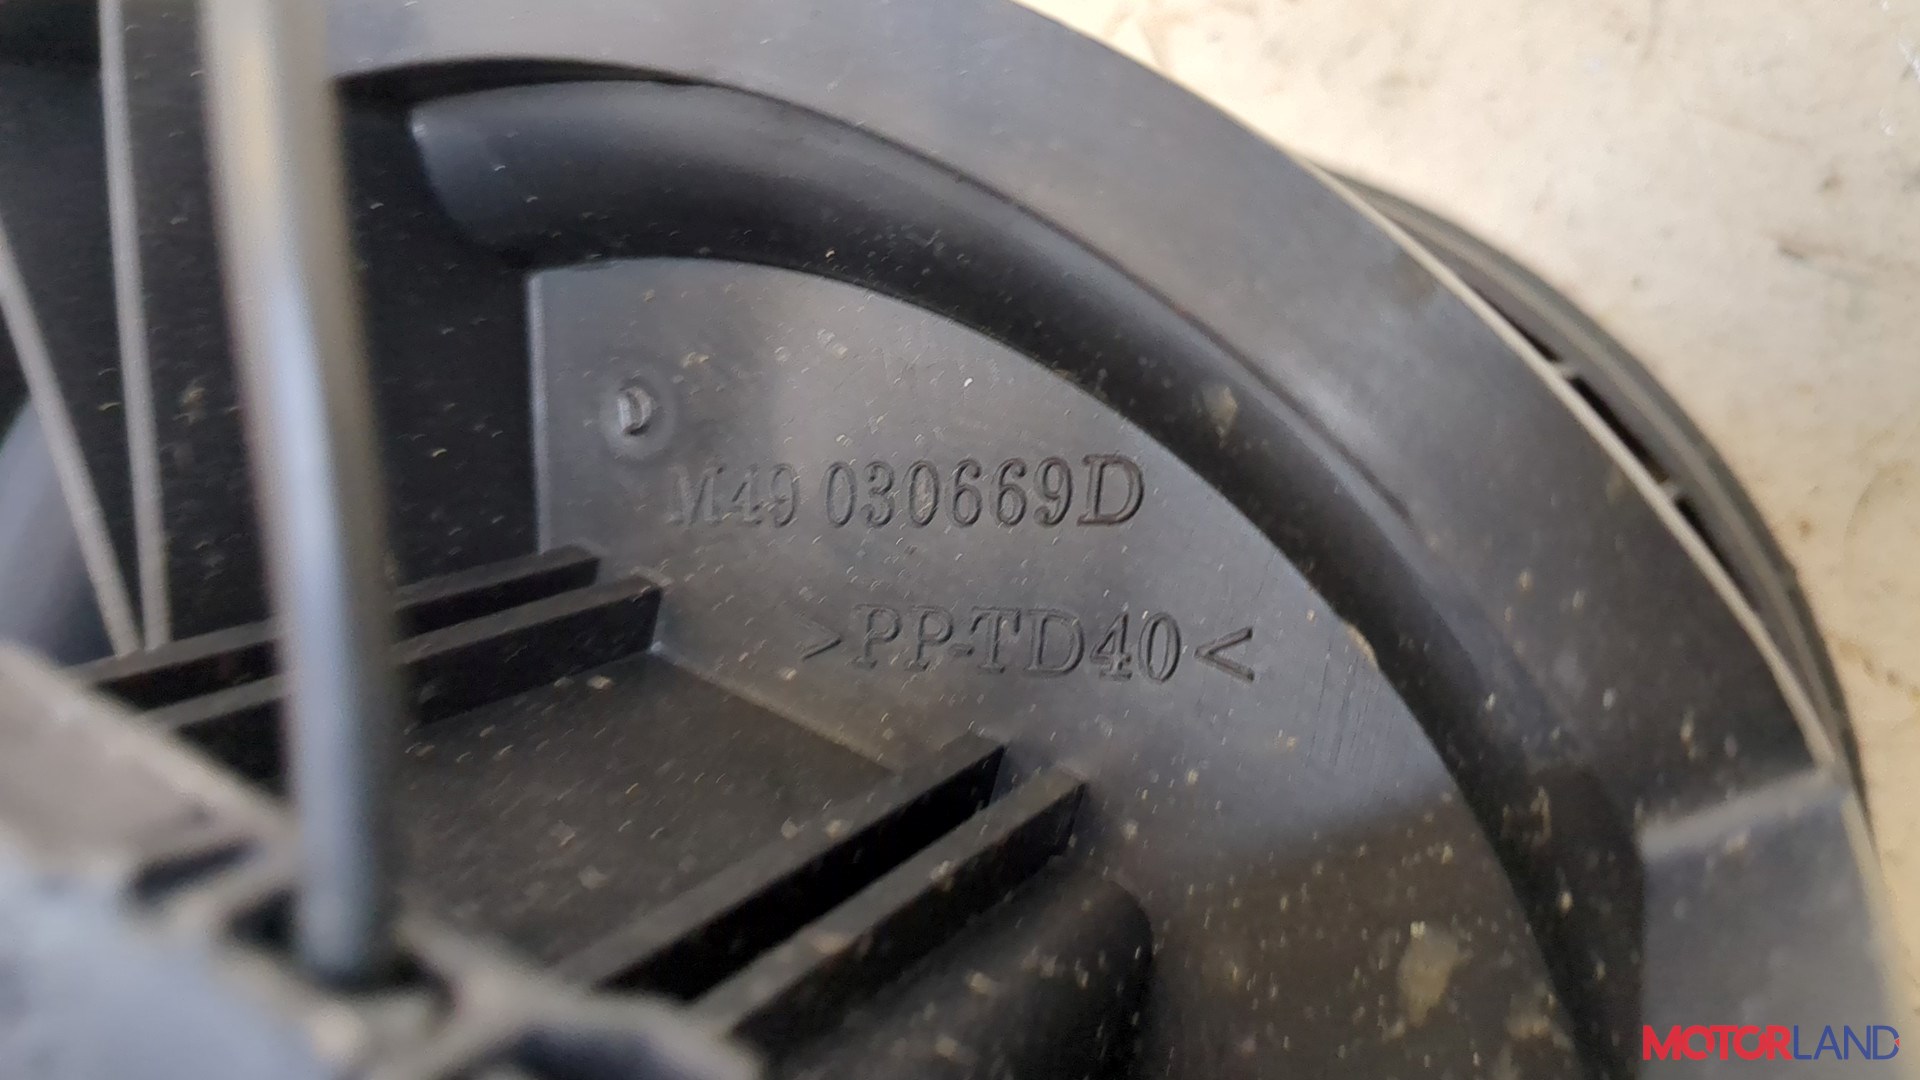 D
M49 030669D
>PP-TD40<
MOTORLAND